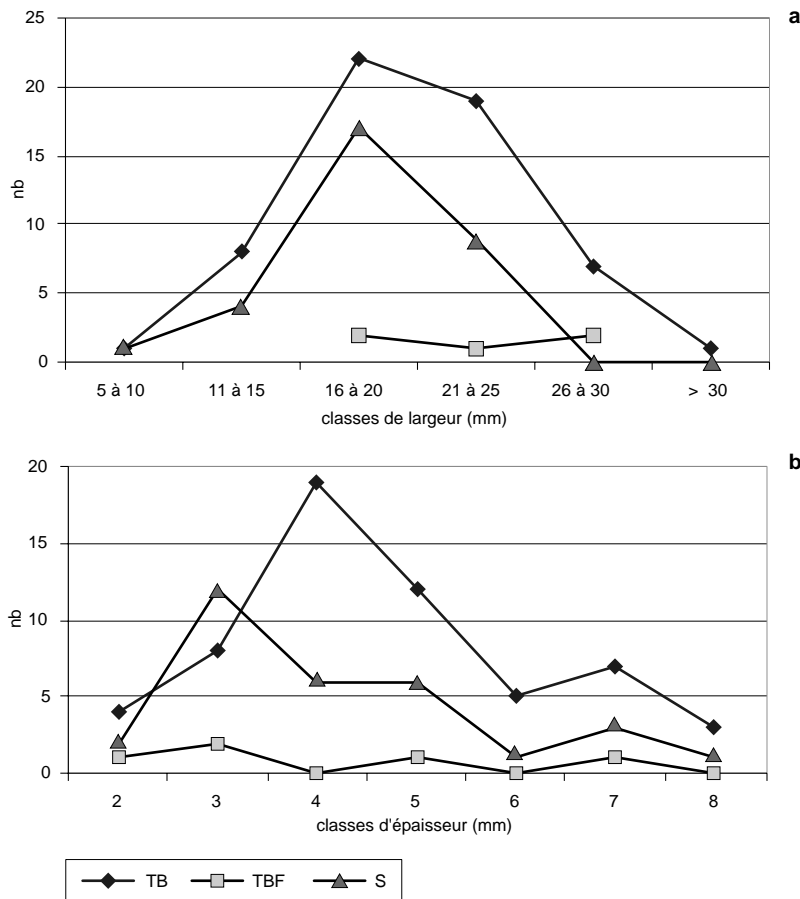 a
25
20
15
10
5
0
nb
5 à 10 11 à 15 16 à 20 21 à 25 26 à 30 > 30
classes de largeur (mm)
b
20
15
10
5
0
nb
2 3 4 5 6 7 8
classes d'épaisseur (mm)
TB TBF S